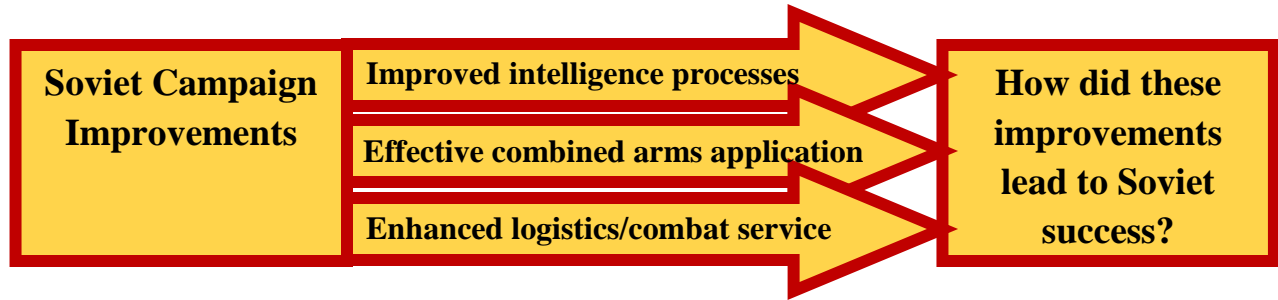 Soviet Campaign
Improvements
Improved intelligence processes
Effective combined arms application
Enhanced logistics/combat service
How did these
improvements
lead to Soviet
success?